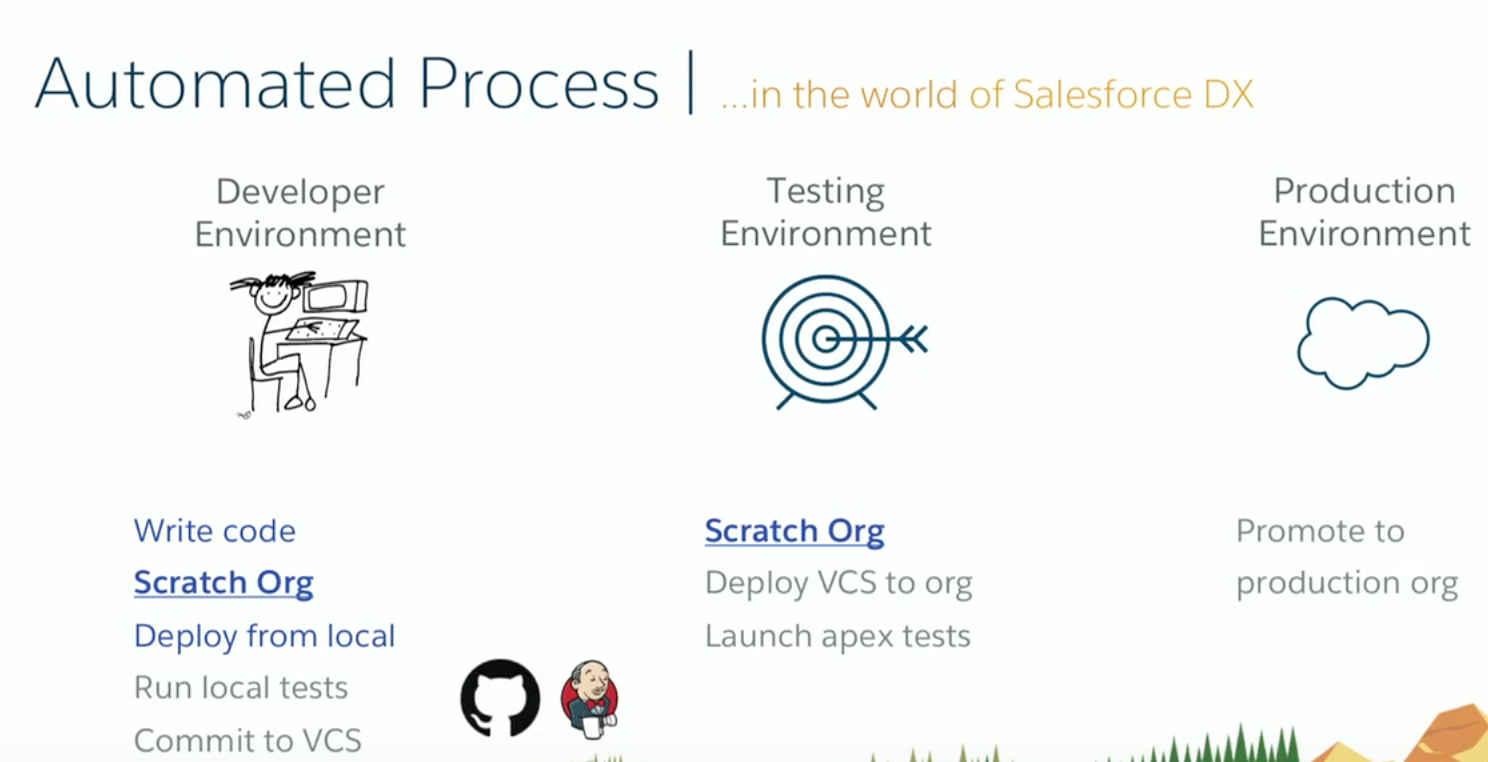 Automated Process | ...in the world of Salesforce DX
Developer
Environment
Testing
Environment
Production
Environment
Write code
Scratch Org
Deploy from local
Run local tests
Commit to VCS
Scratch Org
Deploy VCS to org
Launch apex tests
Promote to
production org